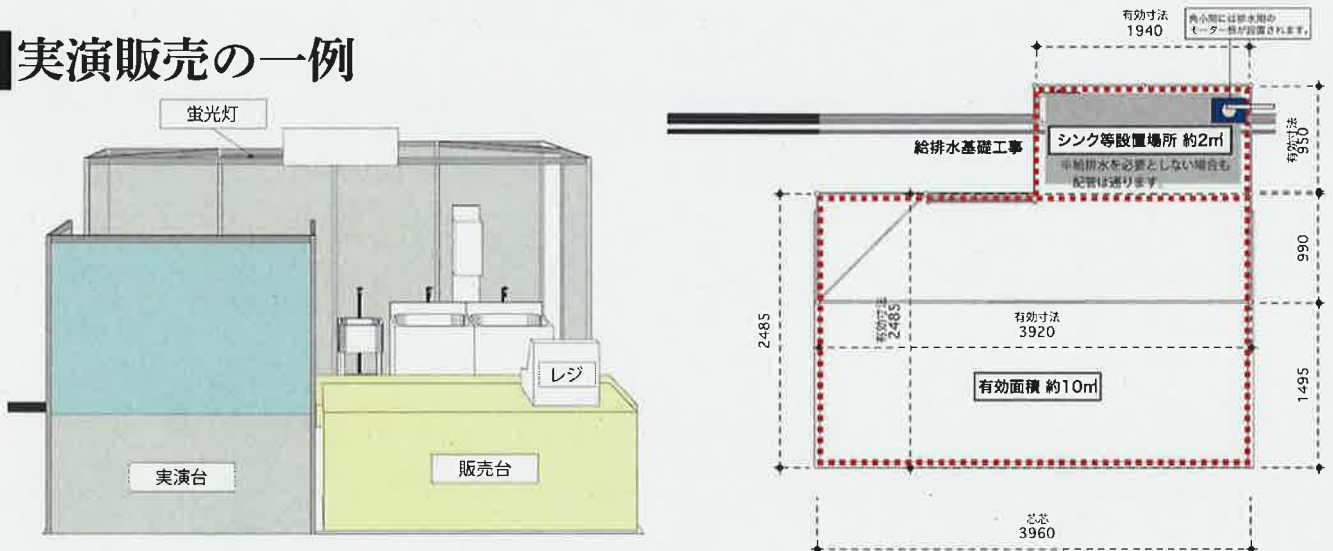 実演販売の一例
蛍光灯
レジ
実演台
販売台
有効寸法
1940
角小間には排水用の
モーター類が設置されます。
給排水基礎工事
シンク等設置場所 約2㎡
※給排水を必要としない場合も
配管は通ります。
有効寸法
950
990
2485
有効寸法
2485
有効寸法
3920
有効面積 約10㎡
1495
芯芯
3960